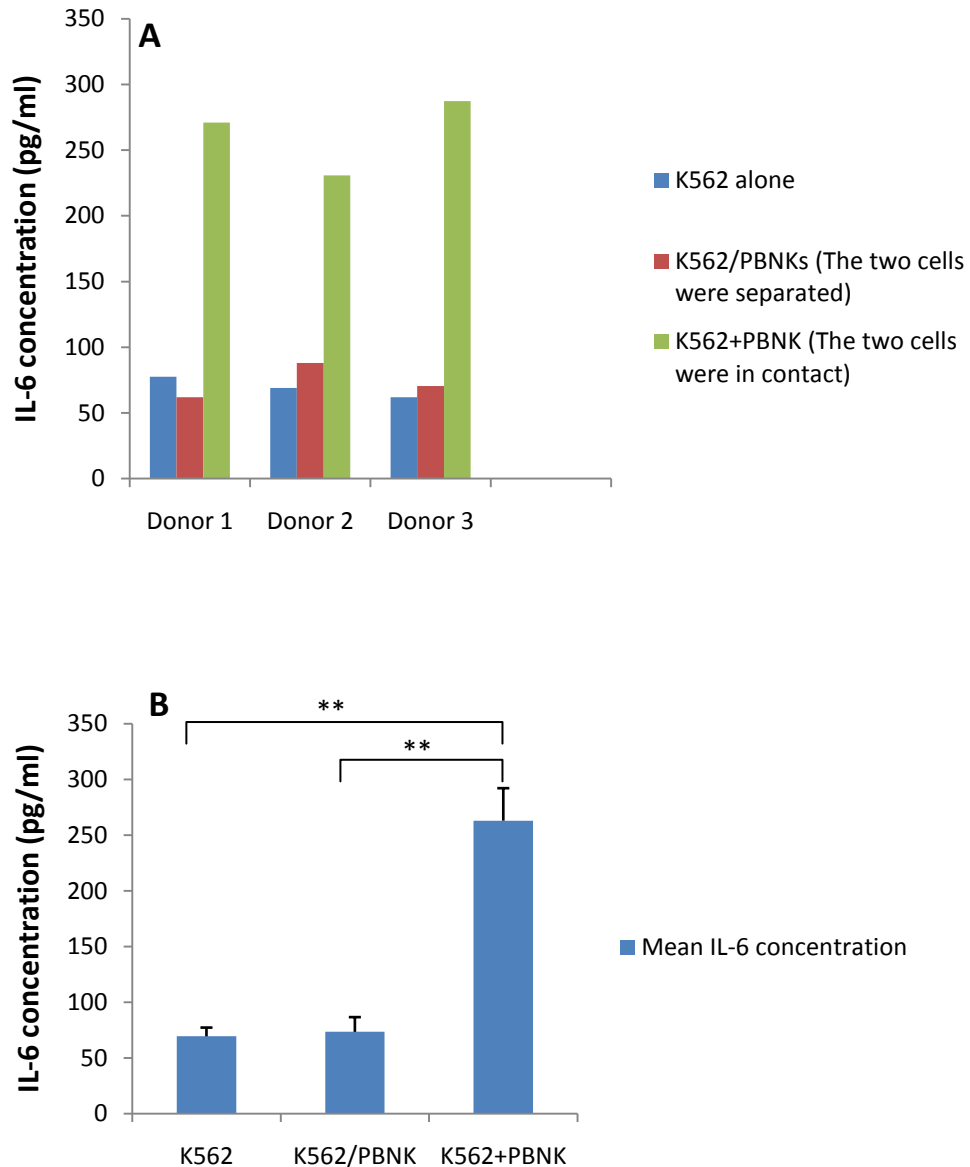 A
IL-6 concentration (pg/ml)
350
300
250
200
150
100
50
0
Donor 1 Donor 2 Donor 3
K562 alone
K562/PBNKs (The two cells
were separated)
K562+PBNK (The two cells
were in contact)
B
IL-6 concentration (pg/ml)
350
300
250
200
150
100
50
0
**
**
K562 K562/PBNK K562+PBNK
Mean IL-6 concentration